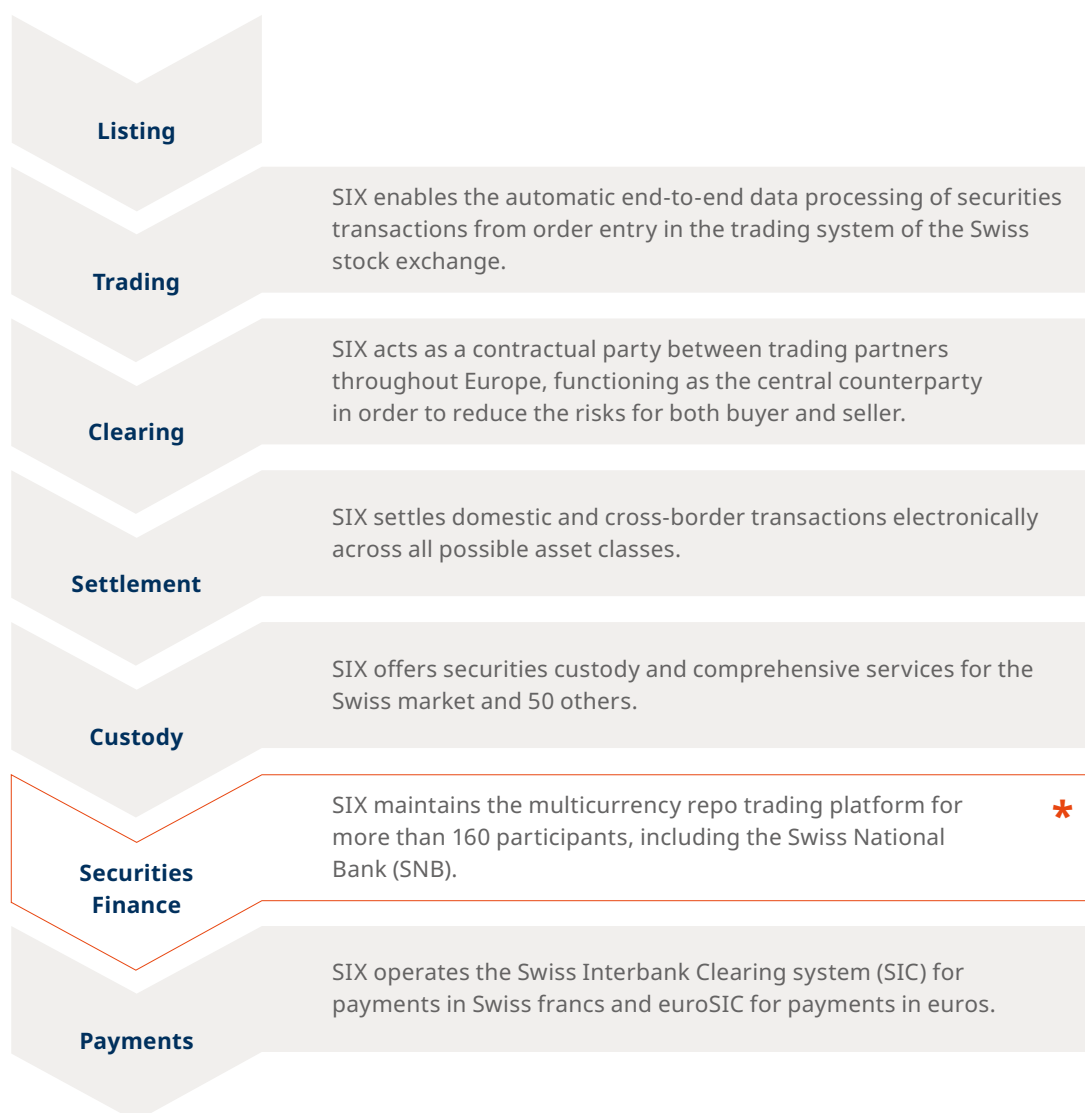 Listing
SIX enables the automatic end-to-end data processing of securities
transactions from order entry in the trading system of the Swiss
stock exchange.
Trading
SIX acts as a contractual party between trading partners
throughout Europe, functioning as the central counterparty
in order to reduce the risks for both buyer and seller.
Clearing
SIX settles domestic and cross-border transactions electronically
across all possible asset classes.
Settlement
SIX offers securities custody and comprehensive services for the
Swiss market and 50 others.
Custody
SIX maintains the multicurrency repo trading platform for
more than 160 participants, including the Swiss National
Bank (SNB).
*
Securities
Finance
SIX operates the Swiss Interbank Clearing system (SIC) for
payments in Swiss francs and euroSIC for payments in euros.
Payments